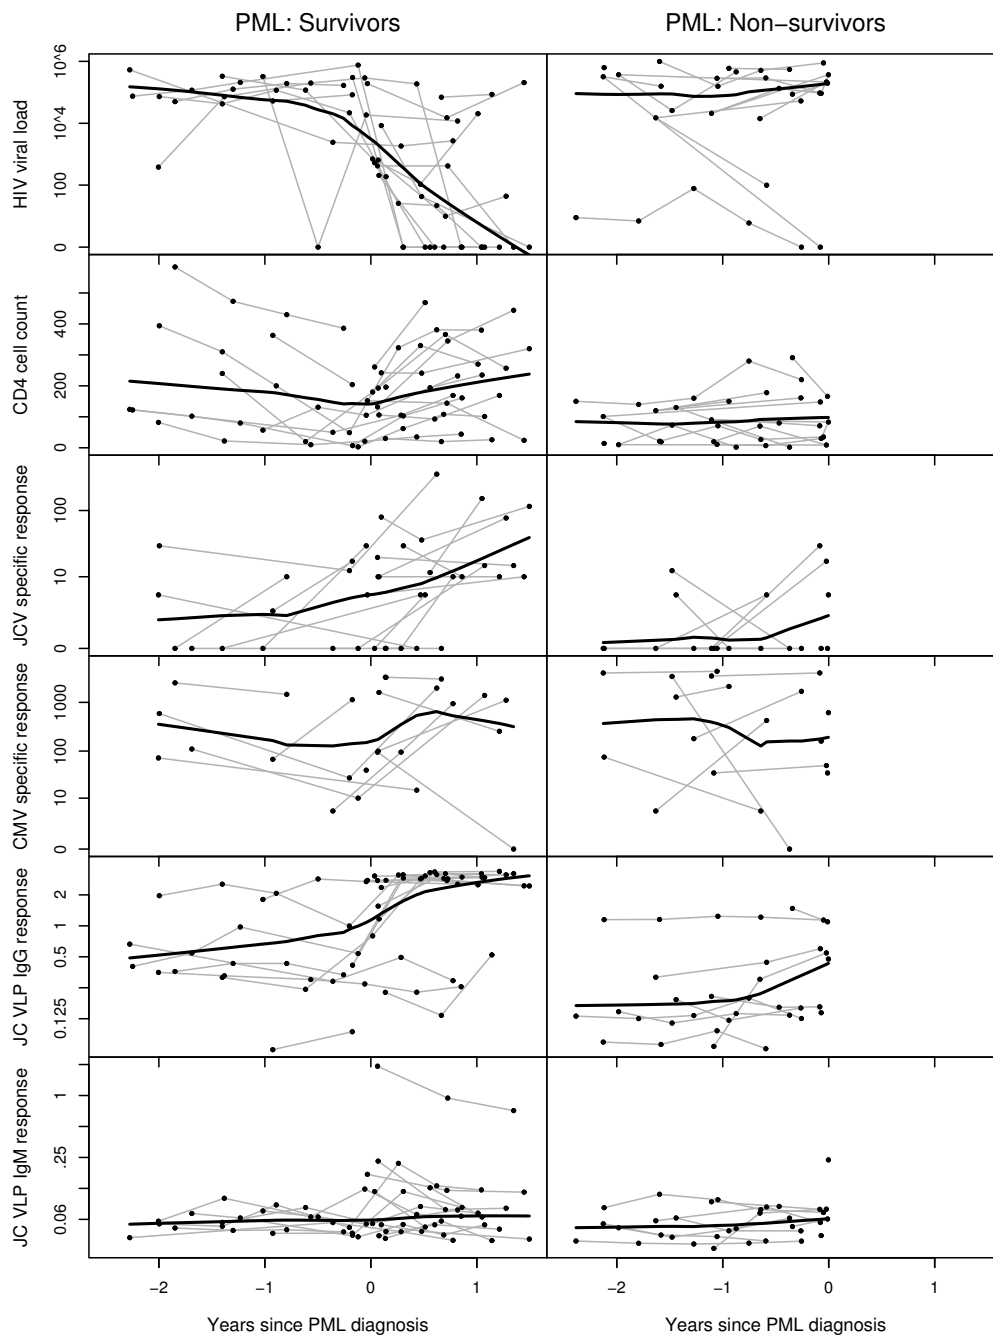 PML: Survivors
PML: Non−survivors
HIV viral load
10^6
10^4
100
0
CD4 cell count
400
200
0
JCV specific response
100
10
0
CMV specific response
1000
100
10
0
JC VLP IgG response
2
1
0.5
0.125
JC VLP IgM response
1
.25
0.06
−2 −1 0 1
−2 −1 0 1
Years since PML diagnosis
Years since PML diagnosis